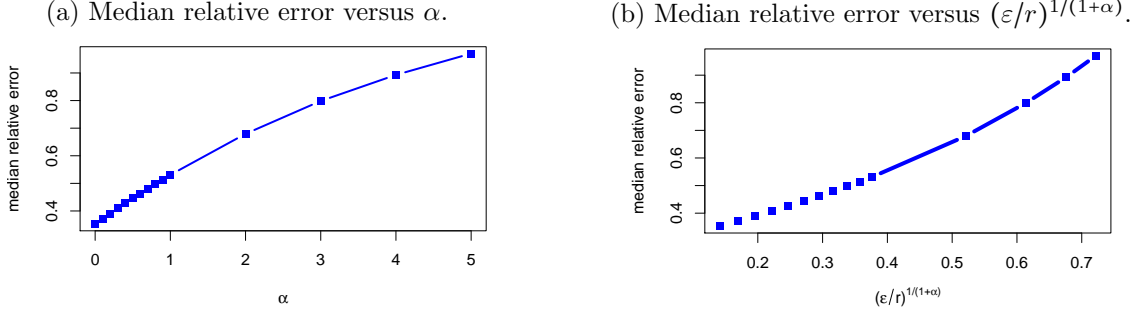 (a) Median relative error versus α.
median relative error
0.4 0.6 0.8
0 1 2 3 4 5
α
(b) Median relative error versus (ε/r)^{1/(1+α)}.
median relative error
0.4 0.6 0.8
0.2 0.3 0.4 0.5 0.6 0.7
(ε/r)^{1/(1+α)}